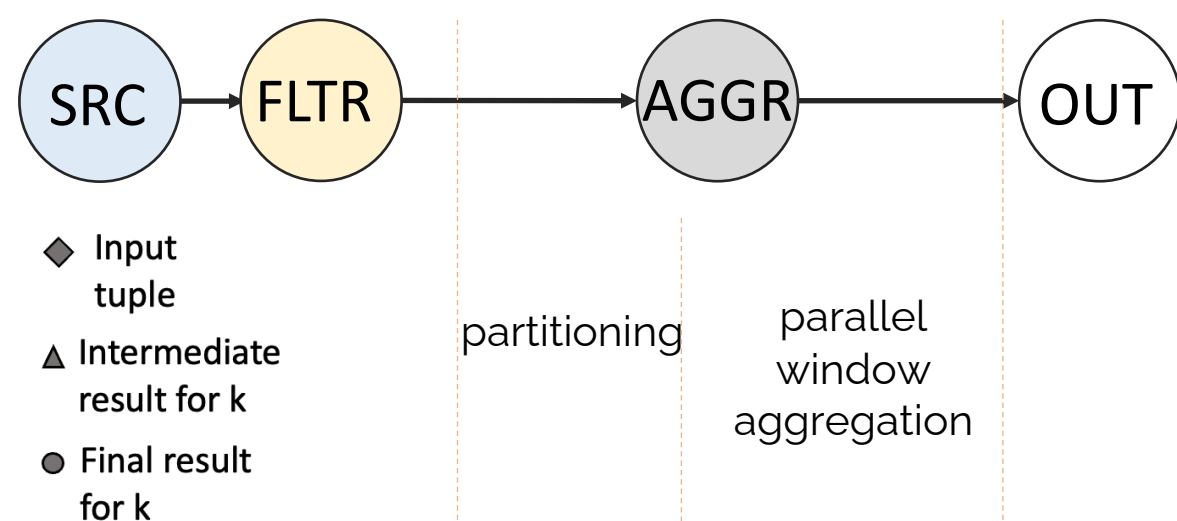 SRC
FLTR
AGGR
OUT
Input
tuple
Intermediate
result for k
Final result
for k
partitioning
parallel
window
aggregation